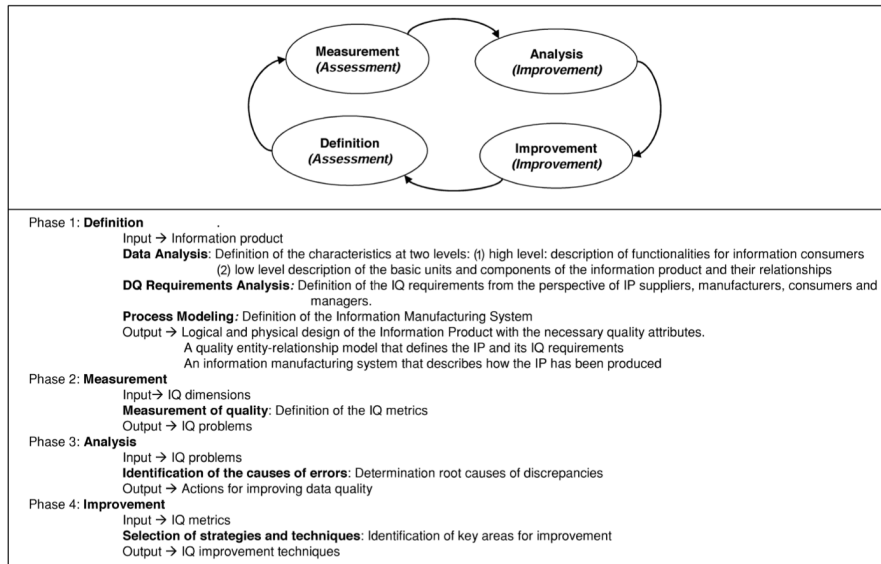 Measurement
(Assessment)
Analysis
(Improvement)
Definition
(Assessment)
Improvement
(Improvement)
Phase 1: Definition .
Input → Information product
Data Analysis: Definition of the characteristics at two levels: (1) high level: description of functionalities for information consumers
(2) low level description of the basic units and components of the information product and their relationships
DQ Requirements Analysis: Definition of the IQ requirements from the perspective of IP suppliers, manufacturers, consumers and
managers.
Process Modeling: Definition of the Information Manufacturing System
Output → Logical and physical design of the Information Product with the necessary quality attributes.
A quality entity-relationship model that defines the IP and its IQ requirements
An information manufacturing system that describes how the IP has been produced
Phase 2: Measurement
Input→ IQ dimensions
Measurement of quality: Definition of the IQ metrics
Output → IQ problems
Phase 3: Analysis
Input → IQ problems
Identification of the causes of errors: Determination root causes of discrepancies
Output → Actions for improving data quality
Phase 4: Improvement
Input → IQ metrics
Selection of strategies and techniques: Identification of key areas for improvement
Output → IQ improvement techniques